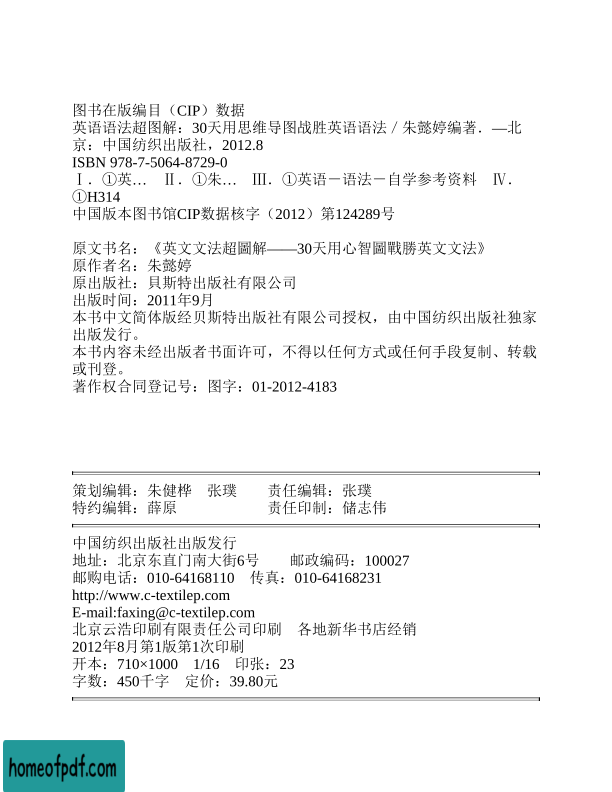 图书在版编目（CIP）数据
英语语法超图解：30天用思维导图战胜英语语法／朱懿婷编著．—北
京：中国纺织出版社，2012.8
ISBN 978-7-5064-8729-0
Ⅰ．①英…　Ⅱ．①朱…　Ⅲ．①英语－语法－自学参考资料　Ⅳ．
①H314
中国版本图书馆CIP数据核字（2012）第124289号
原文书名：《英文文法超圖解——30天用心智圖戰勝英文文法》
原作者名：朱懿婷
原出版社：貝斯特出版社有限公司
出版时间：2011年9月
本书中文简体版经贝斯特出版社有限公司授权，由中国纺织出版社独家
出版发行。
本书内容未经出版者书面许可，不得以任何方式或任何手段复制、转载
或刊登。
著作权合同登记号：图字：01-2012-4183
策划编辑：朱健桦　张璞　　责任编辑：张璞
特约编辑：薛原　　　　　　责任印制：储志伟
中国纺织出版社出版发行
地址：北京东直门南大街6号　　邮政编码：100027
邮购电话：010-64168110　传真：010-64168231
http://www.c-textilep.com
E-mail:faxing@c-textilep.com
北京云浩印刷有限责任公司印刷　各地新华书店经销
2012年8月第1版第1次印刷
开本：710×1000　1/16　印张：23
字数：450千字　定价：39.80元
homeofpdf.com